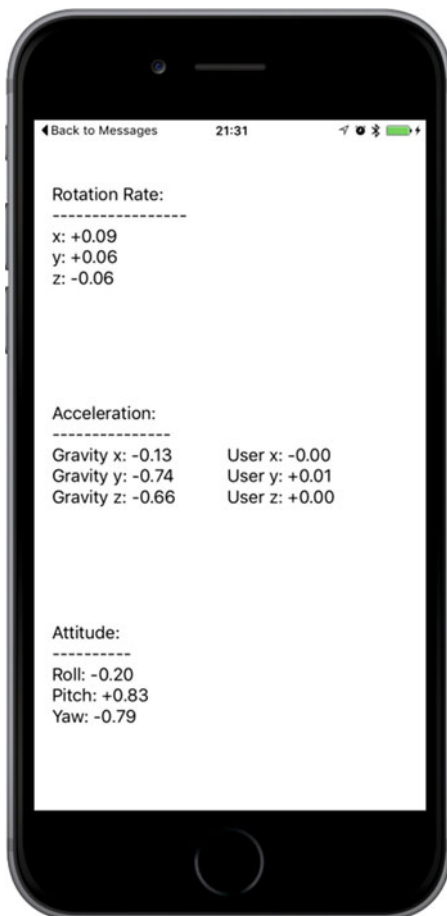 Back to Messages 21:31
Rotation Rate:
-----------------
x: +0.09
y: +0.06
z: -0.06
Acceleration:
---------------
Gravity x: -0.13 User x: -0.00
Gravity y: -0.74 User y: +0.01
Gravity z: -0.66 User z: +0.00
Attitude:
----------
Roll: -0.20
Pitch: +0.83
Yaw: -0.79